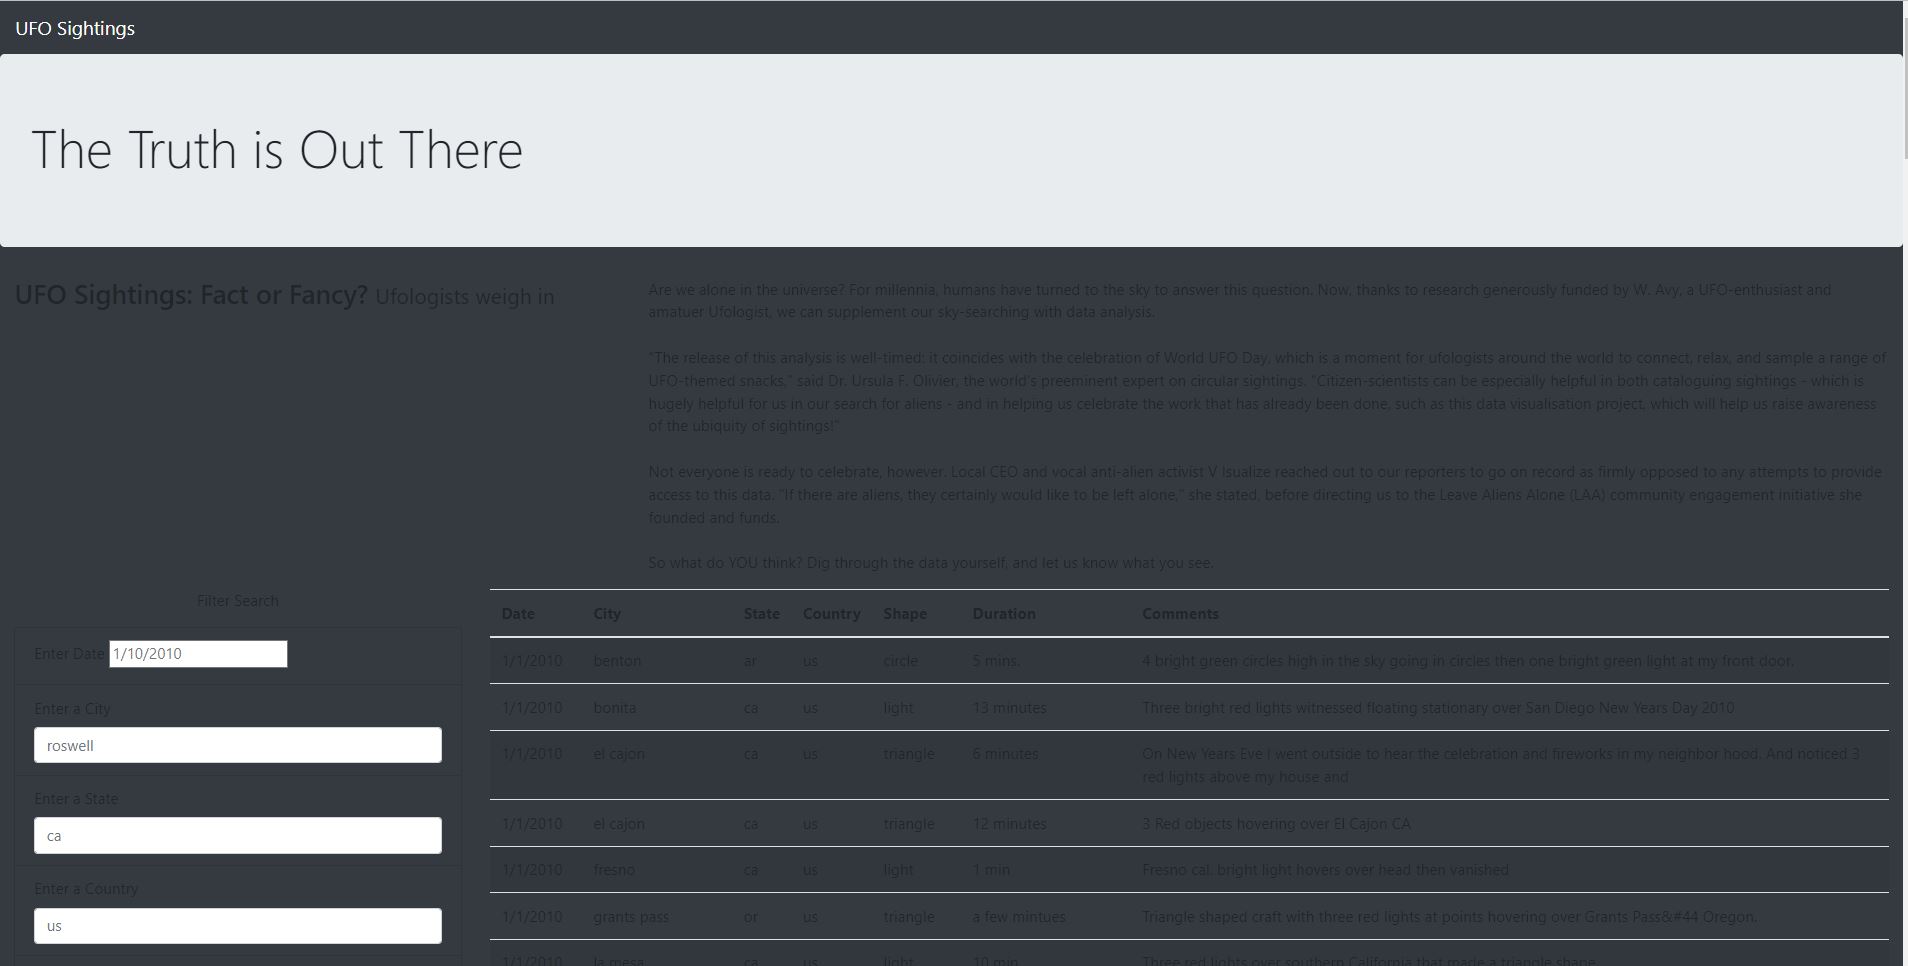 UFO Sightings
The Truth is Out There
UFO Sightings: Fact or Fancy? Ufologists weigh in
Are we alone in the universe? For millennia, humans have turned to the sky to answer this question. Now, thanks to research generously funded by W. Avy, a UFO-enthusiast and
amatuer Ufologist, we can supplement our sky-searching with data analysis.
"The release of this analysis is well-timed: it coincides with the celebration of World UFO Day, which is a moment for ufologists around the world to connect, relax, and sample a range of
UFO-themed snacks," said Dr. Ursula F. Olivier, the world's preeminent expert on circular sightings. "Citizen-scientists can be especially helpful in both cataloguing sightings - which is
hugely helpful for us in our search for aliens - and in helping us celebrate the work that has already been done, such as this data visualisation project, which will help us raise awareness
of the ubiquity of sightings!"
Not everyone is ready to celebrate, however. Local CEO and vocal anti-alien activist V Isualize reached out to our reporters to go on record as firmly opposed to any attempts to provide
access to this data. "If there are aliens, they certainly would like to be left alone," she stated, before directing us to the Leave Aliens Alone (LAA) community engagement initiative she
founded and funds.
So what do YOU think? Dig through the data yourself, and let us know what you see.
Filter Search
Enter Date 1/10/2010
Enter a City
roswell
Enter a State
ca
Enter a Country
us
Date City State Country Shape Duration Comments
1/1/2010 benton ar us circle 5 mins. 4 bright green circles high in the sky going in circles then one bright green light at my front door.
1/1/2010 bonita ca us light 13 minutes Three bright red lights witnessed floating stationary over San Diego New Years Day 2010
1/1/2010 el cajon ca us triangle 6 minutes On New Years Eve I went outside to hear the celebration and fireworks in my neighbor hood. And noticed 3
red lights above my house and
1/1/2010 el cajon ca us triangle 12 minutes 3 Red objects hovering over El Cajon CA
1/1/2010 fresno ca us light 1 min Fresno cal. bright light hovers over head then vanished
1/1/2010 grants pass or us triangle a few mintues Triangle shaped craft with three red lights at points hovering over Grants Pass&#44 Oregon.
1/1/2010 la mesa ca us light 10 min Three red lights over southern California that made a triangle shape